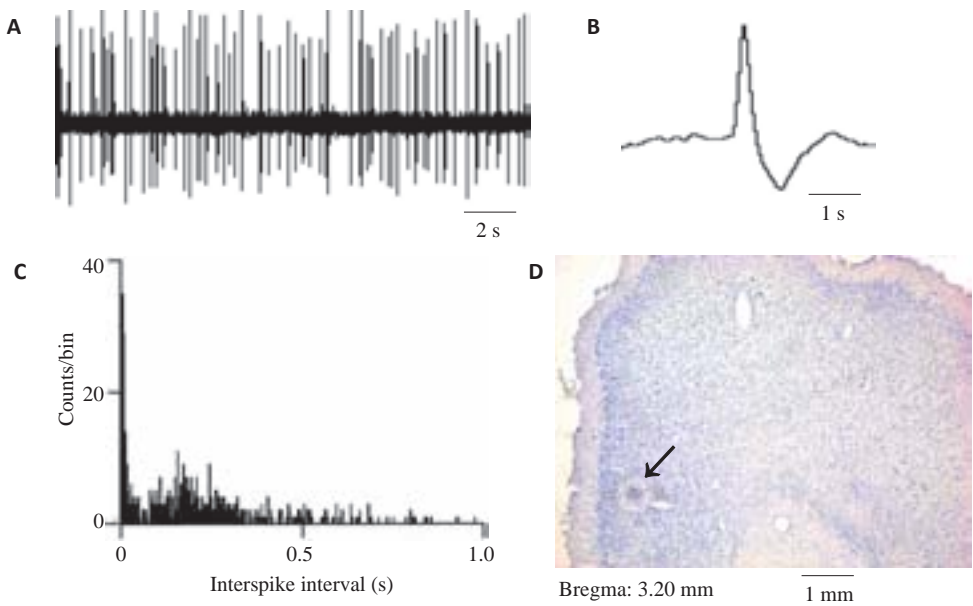 A
2 s
B
1 s
C
40
20
0
Counts/bin
0
0.5
1.0
Interspike interval (s)
D
Bregma: 3.20 mm
1 mm